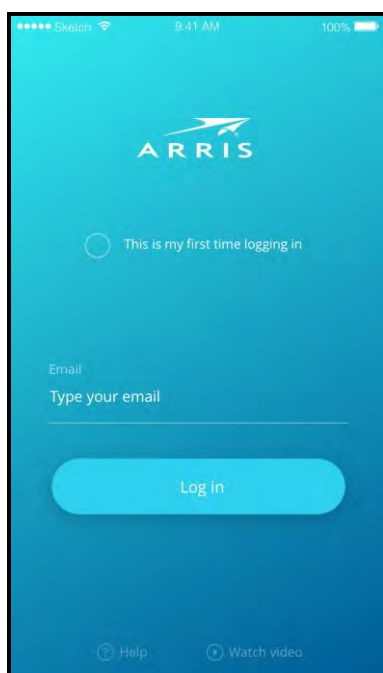 Sketch 9:41 AM 100%
ARRIS
This is my first time logging in
Email
Type your email
Log in
Help Watch video